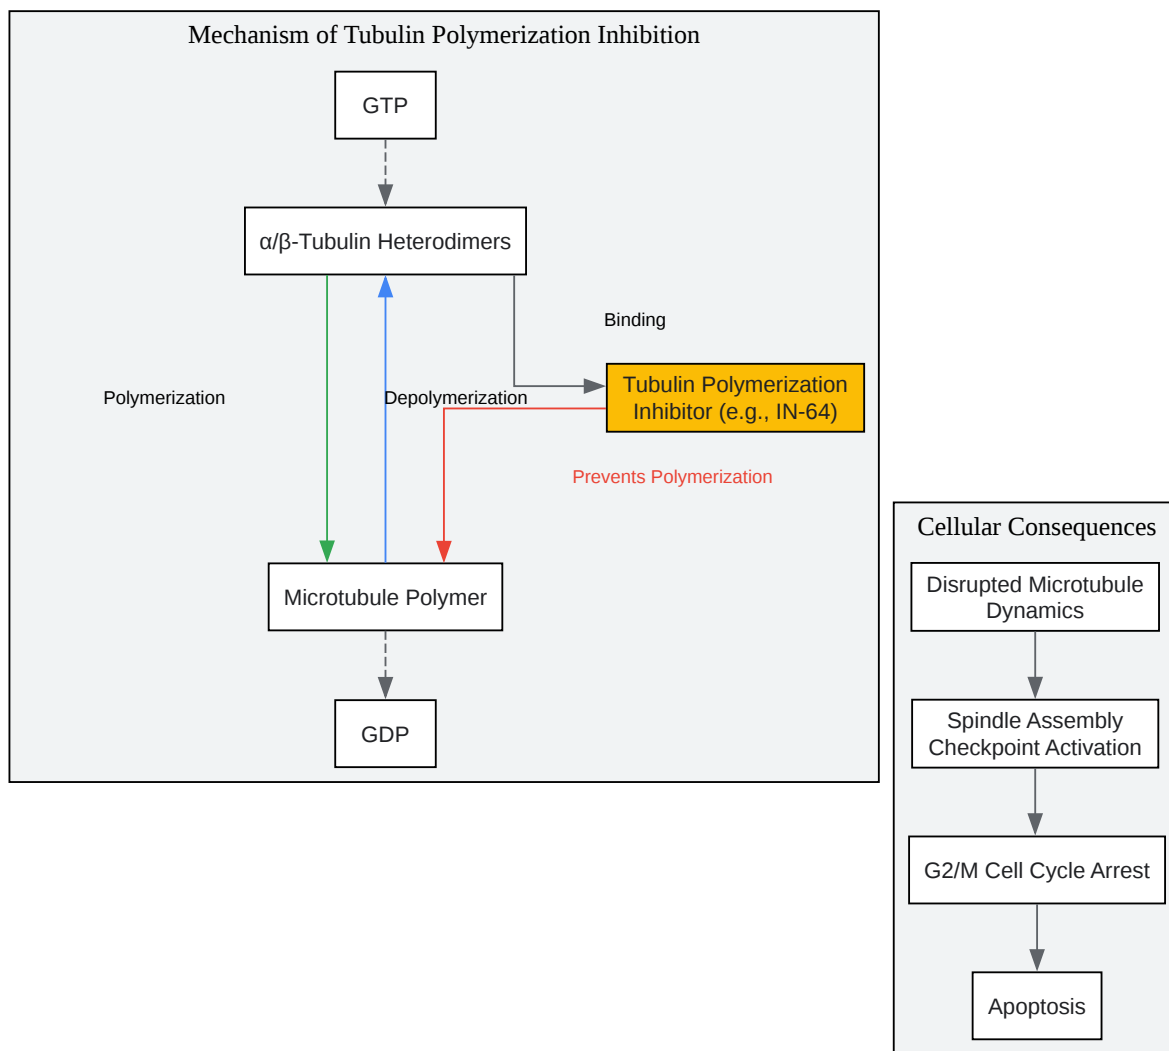 Mechanism of Tubulin Polymerization Inhibition
GTP
α/β-Tubulin Heterodimers
Binding
Polymerization
Depolymerization
Tubulin Polymerization
Inhibitor (e.g., IN-64)
Prevents Polymerization
Microtubule Polymer
GDP
Cellular Consequences
Disrupted Microtubule
Dynamics
Spindle Assembly
Checkpoint Activation
G2/M Cell Cycle Arrest
Apoptosis